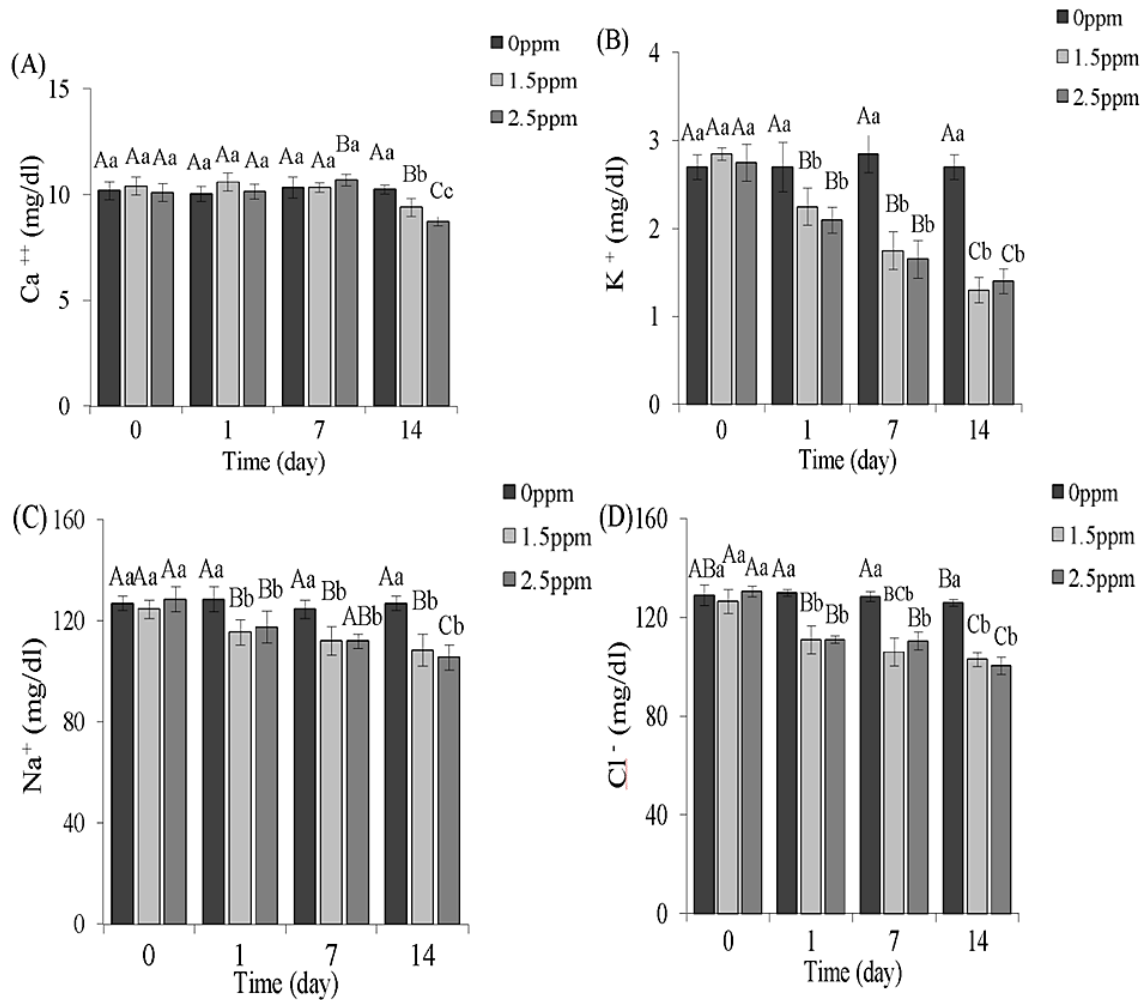 (A)
0ppm
1.5ppm
2.5ppm
Ca ++ (mg/dl)
15
10
5
0
Aa Aa Aa
Aa Aa Aa
Aa Aa Ba
Aa Bb Cc
0 1 7 14
Time (day)
(B)
0ppm
1.5ppm
2.5ppm
K + (mg/dl)
4
3
2
1
0
Aa Aa Aa
Aa Bb Bb
Aa Bb Bb
Aa Cb Cb
0 1 7 14
Time (day)
(C)
0ppm
1.5ppm
2.5ppm
Na+ (mg/dl)
160
120
80
40
0
Aa Aa Aa
Aa Bb Bb
Aa Bb ABb
Aa Bb Cb
0 1 7 14
Time (day)
(D)
0ppm
1.5ppm
2.5ppm
Cl - (mg/dl)
160
120
80
40
0
ABa Aa Aa
Aa Bb Bb
Aa BCb Bb
Ba Cb Cb
0 1 7 14
Time (day)